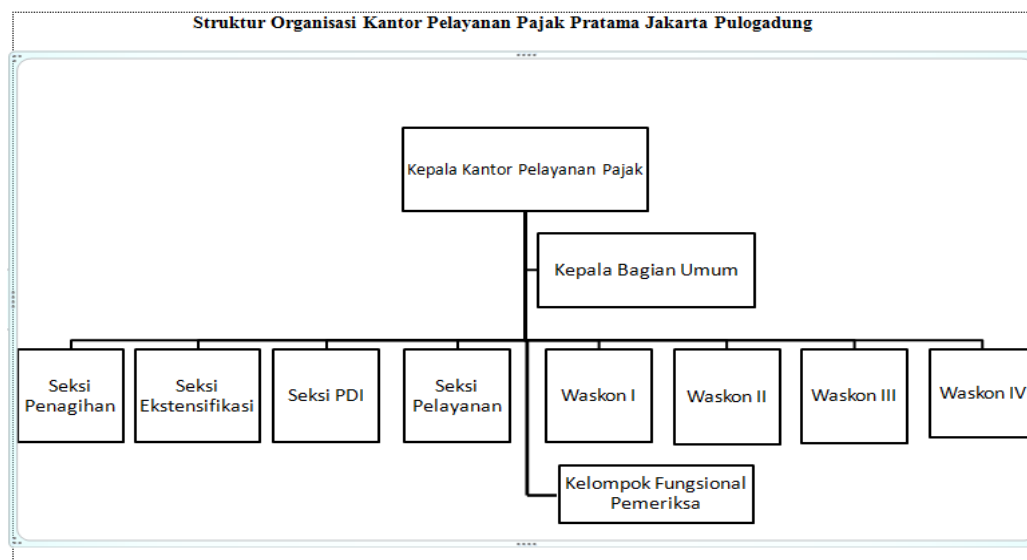 Struktur Organisasi Kantor Pelayanan Pajak Pratama Jakarta Pulogadung
Kepala Kantor Pelayanan Pajak
Kepala Bagian Umum
Seksi
Penagihan
Seksi
Ekstensifikasi
Seksi PDI
Seksi
Pelayanan
Waskon I
Waskon II
Waskon III
Waskon IV
Kelompok Fungsional
Pemeriksa